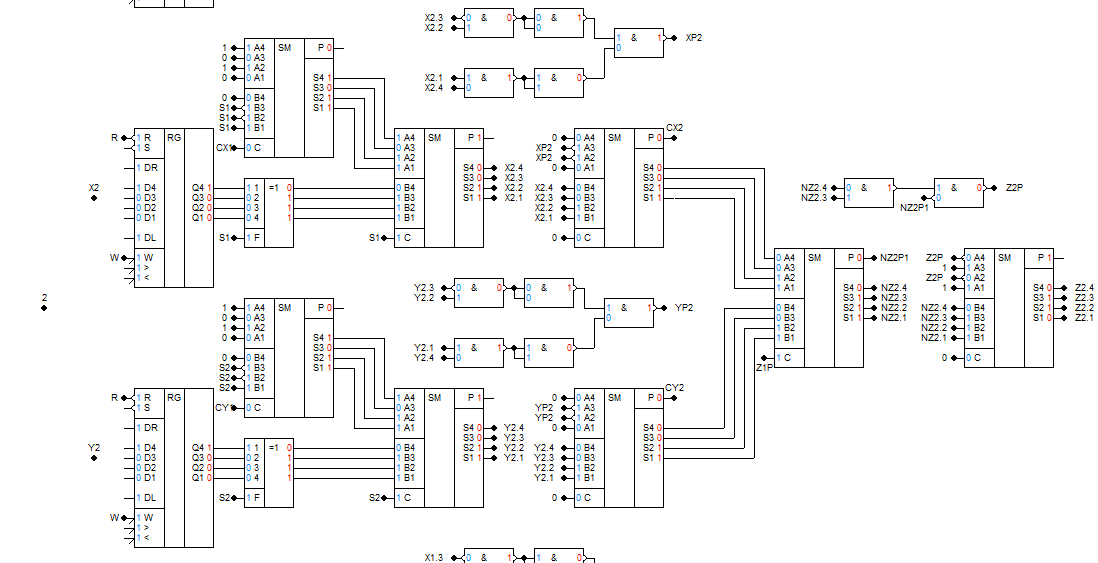 X2.3 0 & 0 0 & 1
X2.2 1 0
1 & 1 XP2
0
X2.1 1 & 1 1 & 0
X2.4 0 1
1 1 A4 SM P 0
0 0 A3
1 1 A2
0 0 A1
S4 1
S3 0
S2 1
S1 1
0 0 B4
S1 1 B3
S1 1 B2
S1 1 B1
CX1 0 C
R 1 R RG
1 S
1 DR
X2
1 D4 Q4 1
0 D3 Q3 0
0 D2 Q2 0
0 D1 Q1 0
1 DL
W 1 W
1 >
1 <
1 1 =1 0
0 2 1
0 3 1
0 4 1
S1 1 F
1 A4 SM P 1
0 A3
1 A2
1 A1
S4 0 X2.4
S3 0 X2.3
S2 1 X2.2
S1 1 X2.1
0 B4
1 B3
1 B2
1 B1
S1 1 C
CX2
0 0 A4 SM P 0
XP2 1 A3
XP2 1 A2
0 0 A1
S4 0
S3 0
S2 1
S1 1
X2.4 0 B4
X2.3 0 B3
X2.2 1 B2
X2.1 1 B1
0 0 C
NZ2.4 0 & 1 1 & 0 Z2P
NZ2.3 1
NZ2P1 0
0 A4 SM P 0 NZ2P1
0 A3
1 A2
1 A1
S4 0 NZ2.4
S3 1 NZ2.3
S2 1 NZ2.2
S1 1 NZ2.1
0 B4
0 B3
1 B2
1 B1
Z1P 1 C
Z2P 0 A4 SM P 1
1 1 A3
Z2P 0 A2
1 1 A1
S4 0 Z2.4
S3 0 Z2.3
S2 1 Z2.2
S1 0 Z2.1
NZ2.4 0 B4
NZ2.3 1 B3
NZ2.2 1 B2
NZ2.1 1 B1
0 0 C
2
Y2.3 0 & 0 0 & 1
Y2.2 1 0
1 & 1 YP2
0
Y2.1 1 & 1 1 & 0
Y2.4 0 1
1 1 A4 SM P 0
0 0 A3
1 1 A2
0 0 A1
S4 1
S3 0
S2 1
S1 1
0 0 B4
S2 1 B3
S2 1 B2
S2 1 B1
CY1 0 C
R 1 R RG
1 S
1 DR
Y2
1 D4 Q4 1
0 D3 Q3 0
0 D2 Q2 0
0 D1 Q1 0
1 DL
W 1 W
1 >
1 <
1 1 =1 0
0 2 1
0 3 1
0 4 1
S2 1 F
1 A4 SM P 1
0 A3
1 A2
1 A1
S4 0 Y2.4
S3 0 Y2.3
S2 1 Y2.2
S1 1 Y2.1
0 B4
1 B3
1 B2
1 B1
S2 1 C
CY2
0 0 A4 SM P 0
YP2 1 A3
YP2 1 A2
0 0 A1
S4 0
S3 0
S2 1
S1 1
Y2.4 0 B4
Y2.3 0 B3
Y2.2 1 B2
Y2.1 1 B1
0 0 C
X1.3 0 & 1 1 & 0